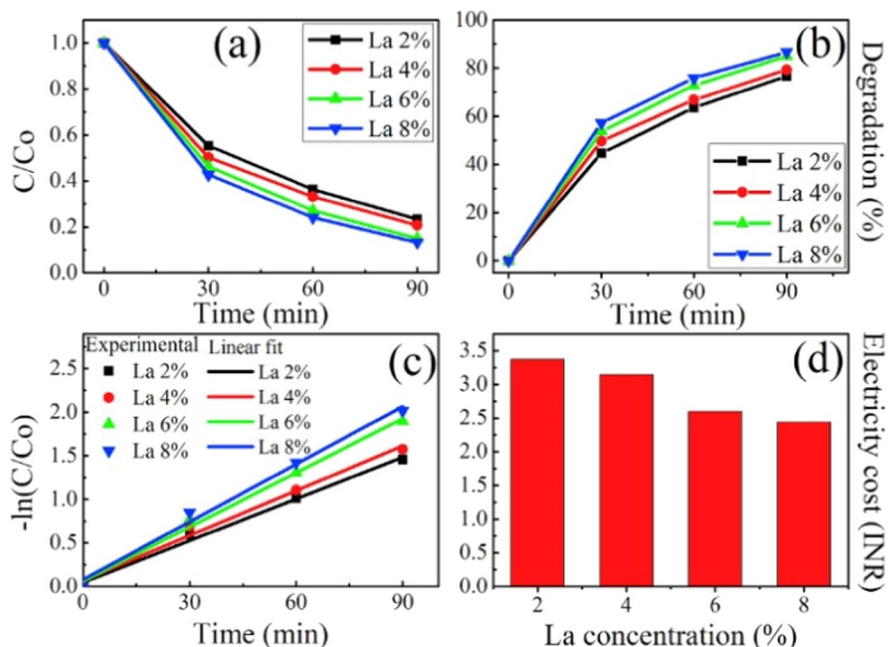 (a)
La 2%
La 4%
La 6%
La 8%
C/Co
1.0
0.8
0.6
0.4
0.2
0.0
0
30
60
90
Time (min)
(b)
La 2%
La 4%
La 6%
La 8%
Degradation (%)
100
80
60
40
20
0
0
30
60
90
Time (min)
(c)
Experimental
La 2%
La 4%
La 6%
La 8%
Linear fit
La 2%
La 4%
La 6%
La 8%
-ln(C/Co)
2.5
2.0
1.5
1.0
0.5
0.0
0
30
60
90
Time (min)
(d)
Electricity cost (INR)
3.5
3.0
2.5
2.0
1.5
1.0
0.5
0.0
2
4
6
8
La concentration (%)